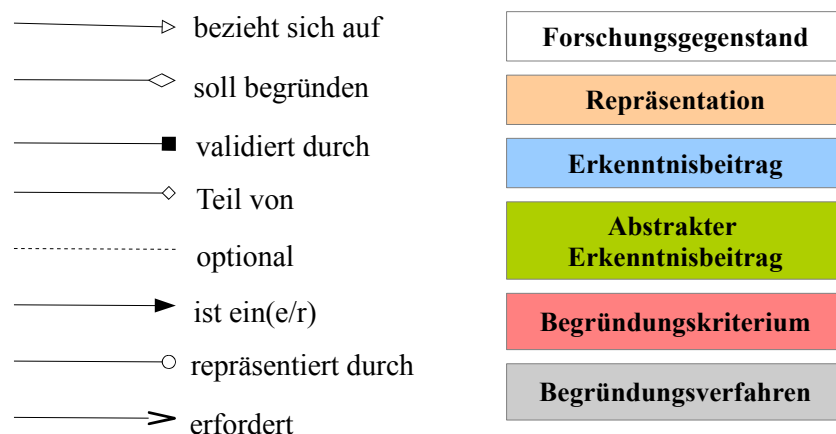 bezieht sich auf
soll begründen
validiert durch
Teil von
optional
ist ein(e/r)
repräsentiert durch
erfordert
Forschungsgegenstand
Repräsentation
Erkenntnisbeitrag
Abstrakter
Erkenntnisbeitrag
Begründungskriterium
Begründungsverfahren